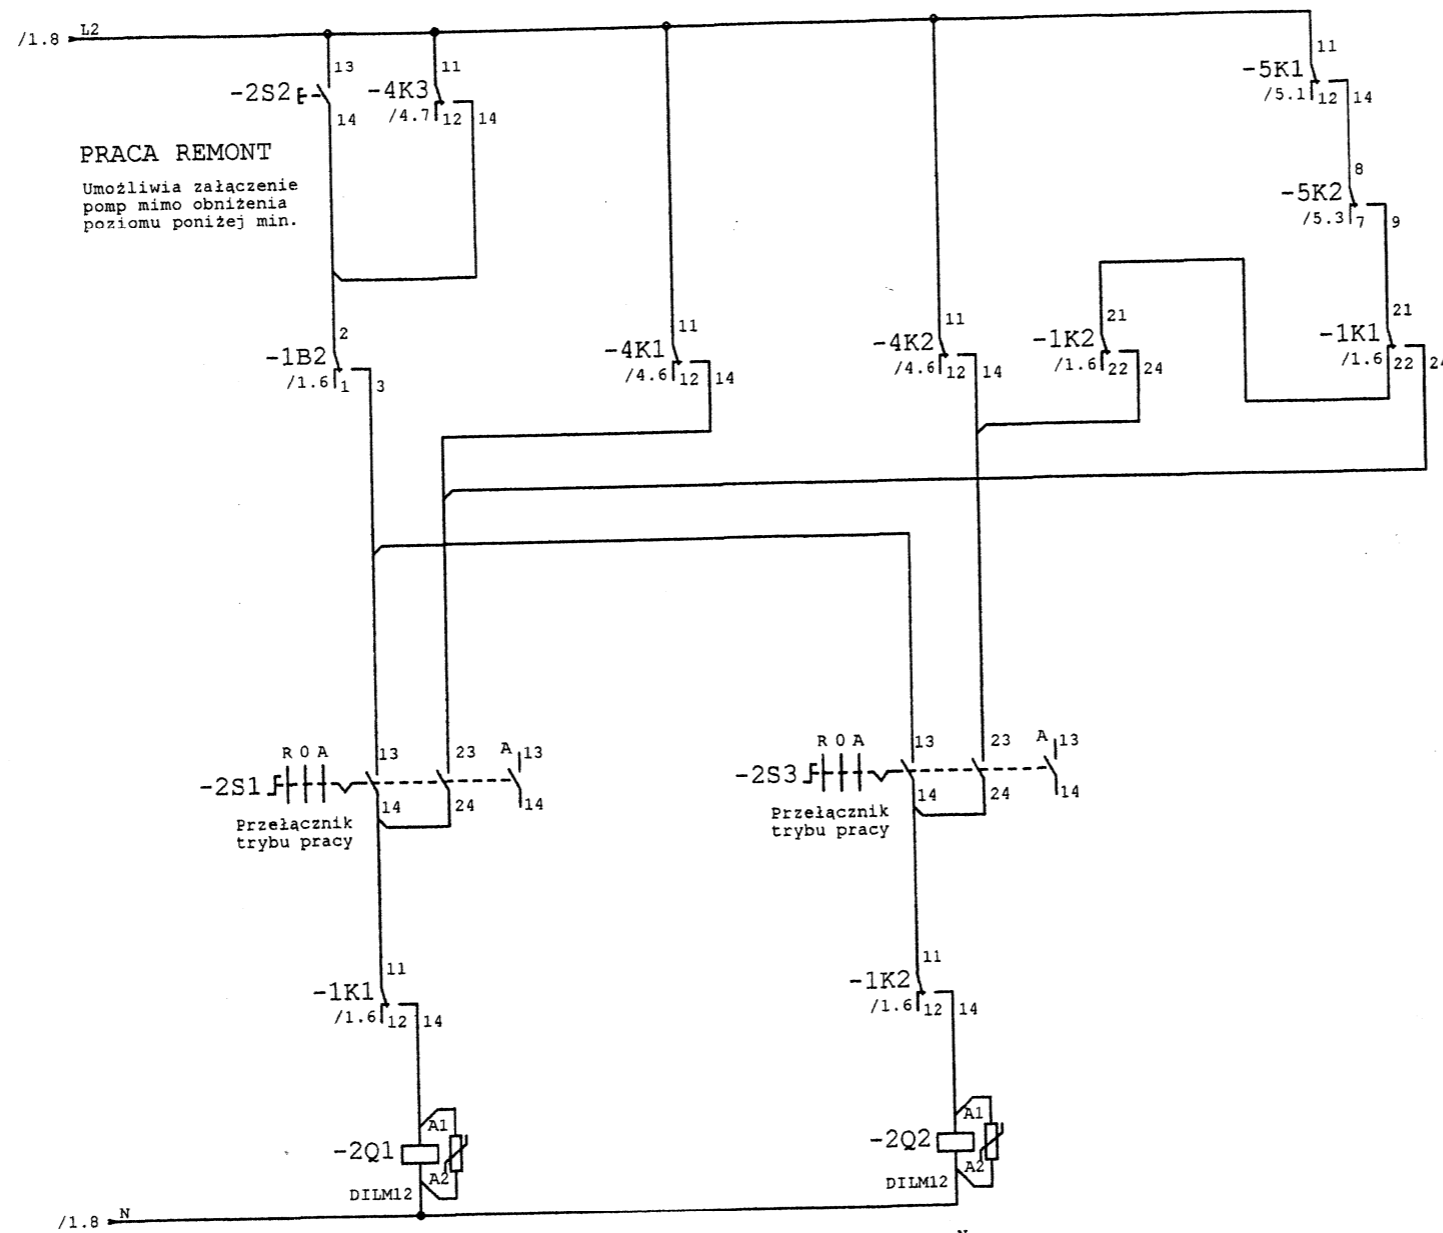 /1.8 L2
13
-2S2
14
11
-4K3
/4.7 12 14
11
-5K1
/5.1 12 14
PRACA REMONT
Umożliwia załączenie
pomp mimo obniżenia
poziomu poniżej min.
8
-5K2
/5.3 7 9
2
-1B2
/1.6 1 3
11
-4K1
/4.6 12 14
11
-4K2
/4.6 12 14
21
-1K2
/1.6 22 24
21
-1K1
/1.6 22 24
R 0 A
13
23
A 13
-2S1
14
24
14
Przełącznik
trybu pracy
R 0 A
13
23
A 13
-2S3
14
24
14
Przełącznik
trybu pracy
11
-1K1
/1.6 12 14
11
-1K2
/1.6 12 14
A1
-2Q1
A2
DILM12
A1
-2Q2
A2
DILM12
/1.8 N